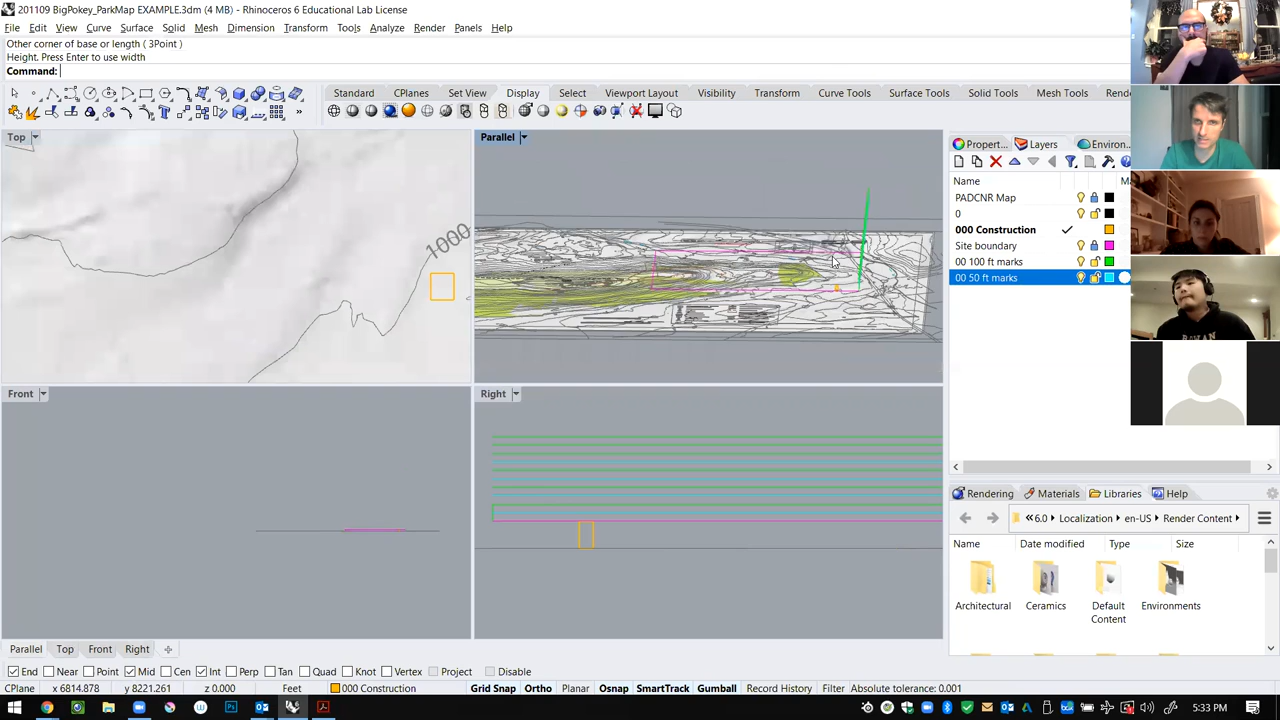 201109 BigPokey_ParkMap EXAMPLE.3dm (4 MB) - Rhinoceros 6 Educational Lab License
File Edit View Curve Surface Solid Mesh Dimension Transform Tools Analyze Render Panels Help
Other corner of base or length ( 3Point )
Height. Press Enter to use width
Command:
Standard CPlanes Set View Display Select Viewport Layout Visibility Transform Curve Tools Surface Tools Solid Tools Mesh Tools Render
Top
Parallel
1000
Front
Right
Propert... Layers Environ...
Name
PADCNR Map
0
000 Construction
Site boundary
00 100 ft marks
00 50 ft marks
Rendering Materials Libraries Help
6.0 Localization en-US Render Content
Name Date modified Type Size
Architectural Ceramics Default Content Environments
Parallel Top Front Right
End Near Point Mid Cen Int Perp Tan Quad Knot Vertex Project Disable
CPlane x 6814.878 y 8221.261 z 0.000 Feet 000 Construction Grid Snap Ortho Planar Osnap SmartTrack Gumball Record History Filter Absolute tolerance: 0.001
5:33 PM